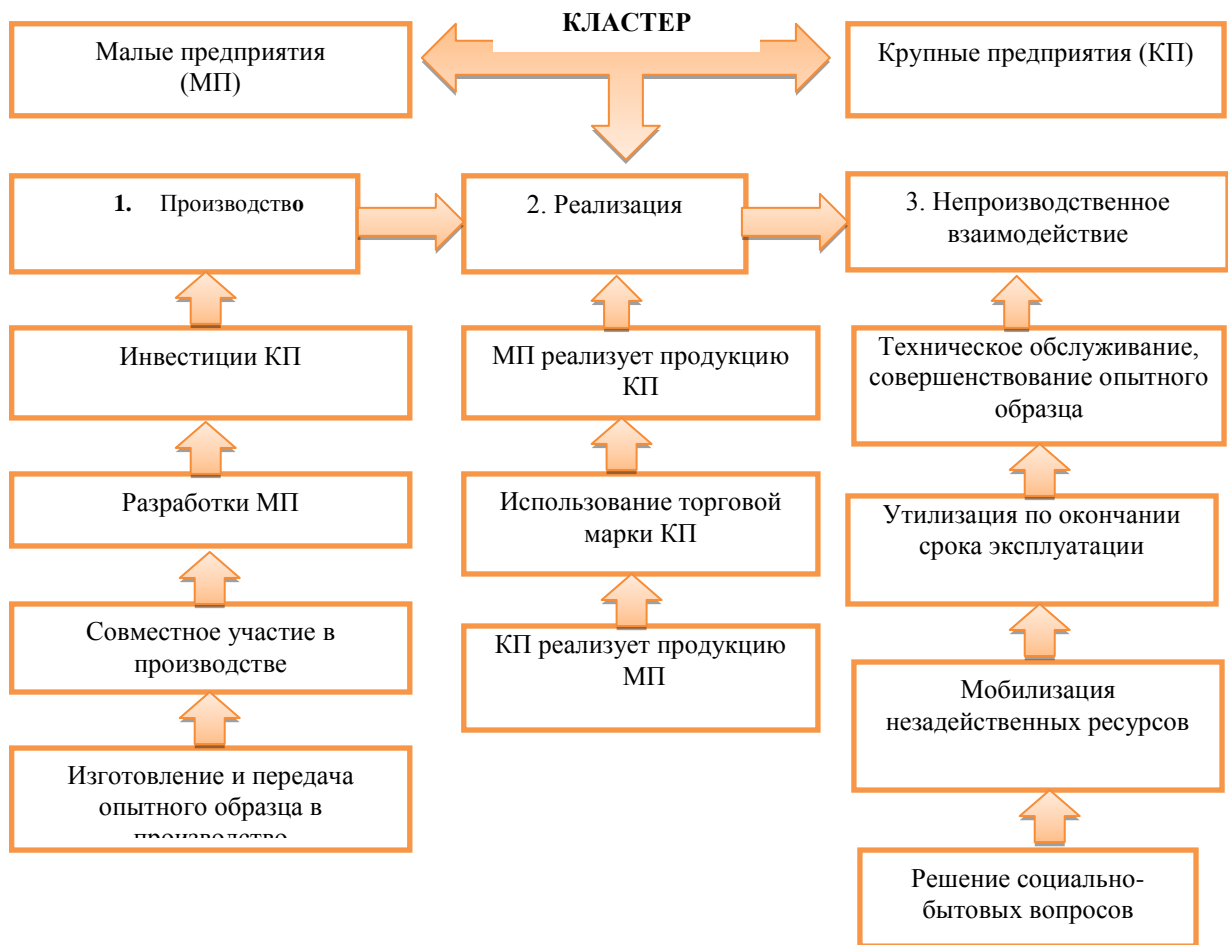 КЛАСТЕР
Малые предприятия
(МП)
Крупные предприятия (КП)
1. Производство
2. Реализация
3. Непроизводственное
взаимодействие
Инвестиции КП
МП реализует продукцию
КП
Техническое обслуживание,
совершенствование опытного
образца
Разработки МП
Использование торговой
марки КП
Утилизация по окончании
срока эксплуатации
Совместное участие в
производстве
КП реализует продукцию
МП
Мобилизация
незадейственных ресурсов
Изготовление и передача
опытного образца в
производство
Решение социально-
бытовых вопросов